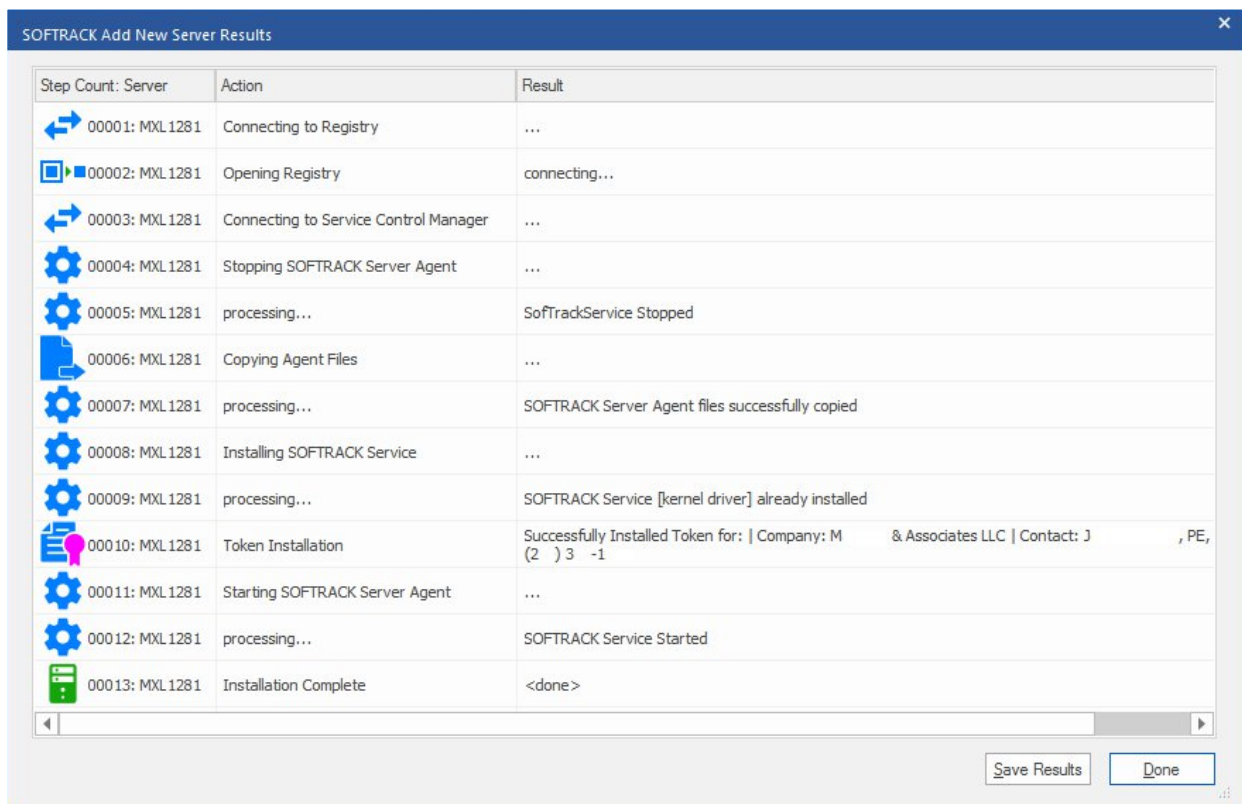 SOFTRACK Add New Server Results
Step Count: Server Action Result
00001: MXL1281 Connecting to Registry ...
00002: MXL1281 Opening Registry connecting...
00003: MXL1281 Connecting to Service Control Manager ...
00004: MXL1281 Stopping SOFTRACK Server Agent ...
00005: MXL1281 processing... SofTrackService Stopped
00006: MXL1281 Copying Agent Files ...
00007: MXL1281 processing... SOFTRACK Server Agent files successfully copied
00008: MXL1281 Installing SOFTRACK Service ...
00009: MXL1281 processing... SOFTRACK Service [kernel driver] already installed
00010: MXL1281 Token Installation Successfully Installed Token for: | Company: M & Associates LLC | Contact: J , PE,
(2 ) 3 -1
00011: MXL1281 Starting SOFTRACK Server Agent ...
00012: MXL1281 processing... SOFTRACK Service Started
00013: MXL1281 Installation Complete <done>
Save Results Done